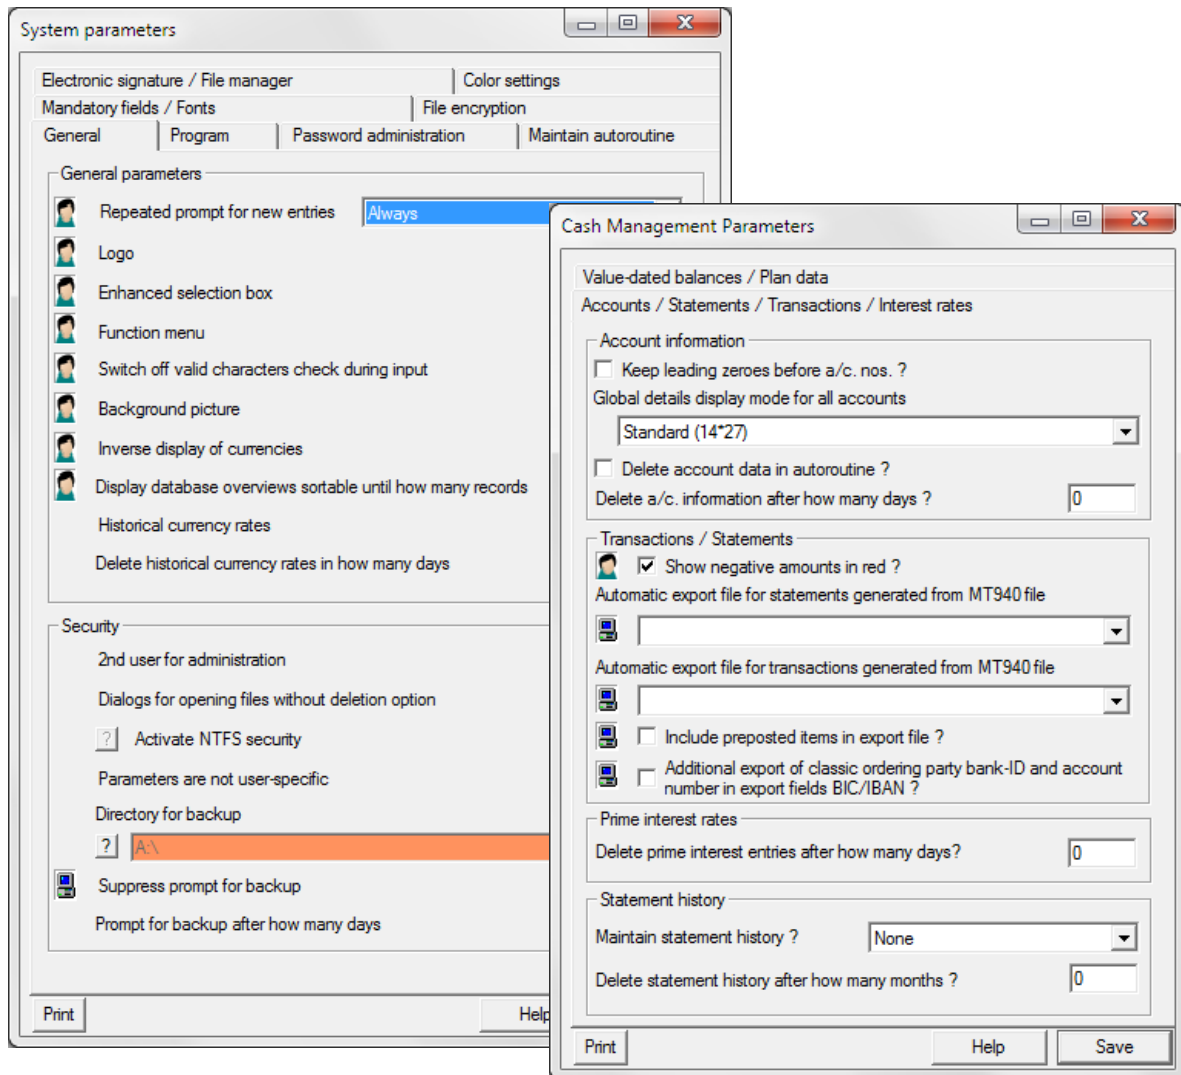 System parameters
Electronic signature / File manager
Color settings
Mandatory fields / Fonts
File encryption
General
Program
Password administration
Maintain autoroutine
General parameters
Repeated prompt for new entries
Always
Logo
Enhanced selection box
Function menu
Switch off valid characters check during input
Background picture
Inverse display of currencies
Display database overviews sortable until how many records
Historical currency rates
Delete historical currency rates in how many days
Security
2nd user for administration
Dialogs for opening files without deletion option
? Activate NTFS security
Parameters are not user-specific
Directory for backup
? A:\
Suppress prompt for backup
Prompt for backup after how many days
Print
Help
Cash Management Parameters
Value-dated balances / Plan data
Accounts / Statements / Transactions / Interest rates
Account information
Keep leading zeroes before a/c. nos. ?
Global details display mode for all accounts
Standard (14*27)
Delete account data in autoroutine ?
Delete a/c. information after how many days ?
0
Transactions / Statements
Show negative amounts in red ?
Automatic export file for statements generated from MT940 file
Automatic export file for transactions generated from MT940 file
Include preposted items in export file ?
Additional export of classic ordering party bank-ID and account
number in export fields BIC/IBAN ?
Prime interest rates
Delete prime interest entries after how many days?
0
Statement history
Maintain statement history ?
None
Delete statement history after how many months ?
0
Print
Help
Save